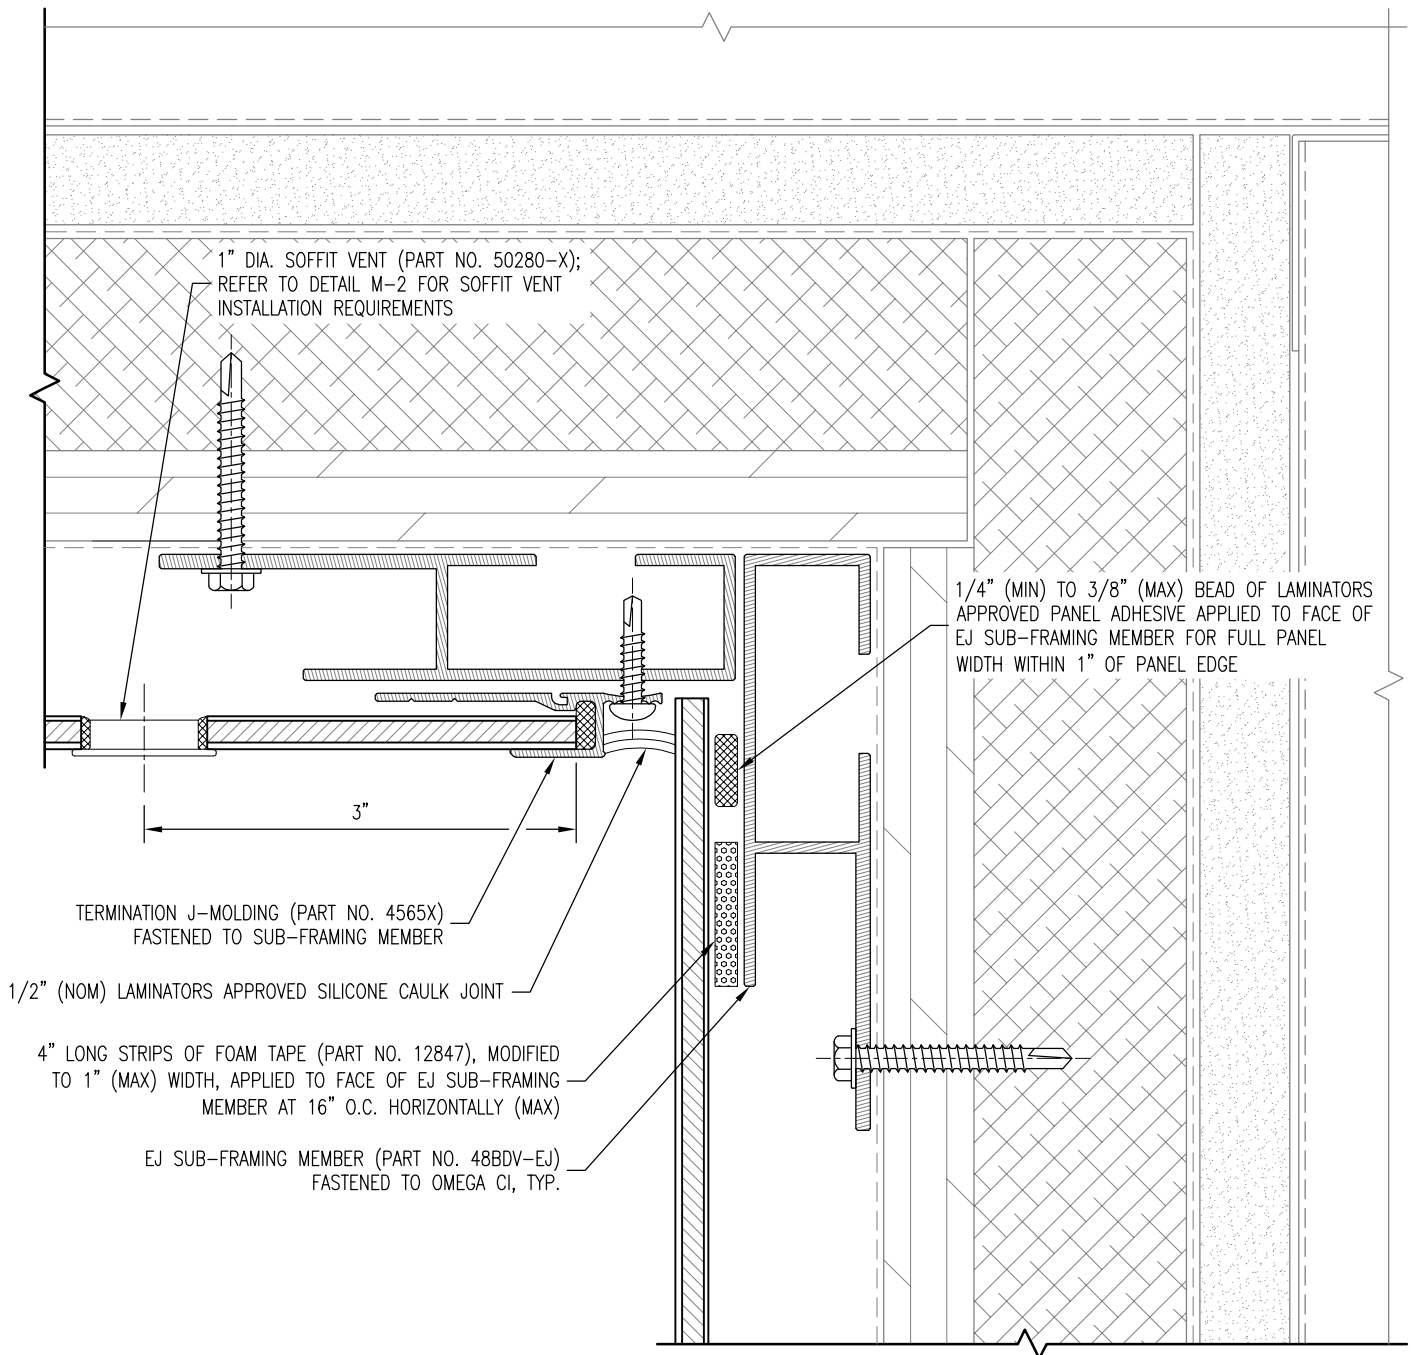 1" DIA. SOFFIT VENT (PART NO. 50280-X);
REFER TO DETAIL M-2 FOR SOFFIT VENT
INSTALLATION REQUIREMENTS
1/4" (MIN) TO 3/8" (MAX) BEAD OF LAMINATORS
APPROVED PANEL ADHESIVE APPLIED TO FACE OF
EJ SUB-FRAMING MEMBER FOR FULL PANEL
WIDTH WITHIN 1" OF PANEL EDGE
3"
TERMINATION J-MOLDING (PART NO. 4565X)
FASTENED TO SUB-FRAMING MEMBER
1/2" (NOM) LAMINATORS APPROVED SILICONE CAULK JOINT
4" LONG STRIPS OF FOAM TAPE (PART NO. 12847), MODIFIED
TO 1" (MAX) WIDTH, APPLIED TO FACE OF EJ SUB-FRAMING
MEMBER AT 16" O.C. HORIZONTALLY (MAX)
EJ SUB-FRAMING MEMBER (PART NO. 48BDV-EJ)
FASTENED TO OMEGA CI, TYP.